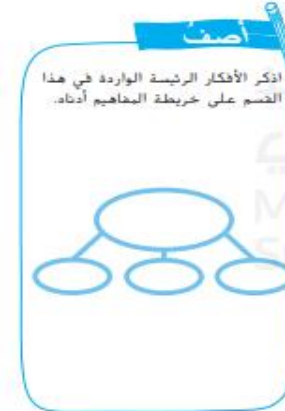 أصف
اذكر الأفكار الرئيسة الواردة في هذا
القسم على خريطة المفاهيم أدناه.